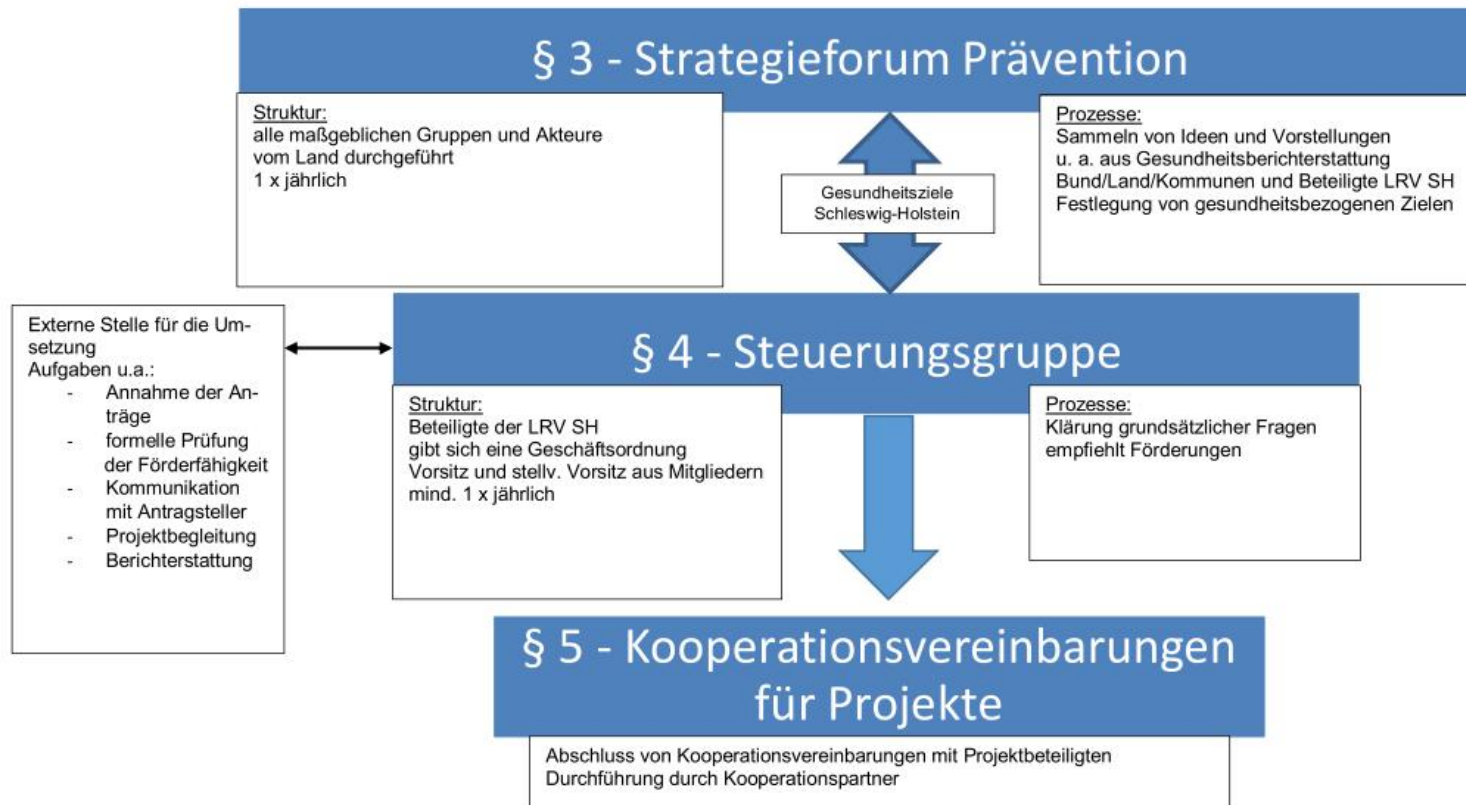 § 3 - Strategieforum Prävention
Struktur:
alle maßgeblichen Gruppen und Akteure
vom Land durchgeführt
1 x jährlich
Gesundheitsziele
Schleswig-Holstein
Prozesse:
Sammeln von Ideen und Vorstellungen
u. a. aus Gesundheitsberichterstattung
Bund/Land/Kommunen und Beteiligte LRV SH
Festlegung von gesundheitsbezogenen Zielen
Externe Stelle für die Um-
setzung
Aufgaben u.a.:
- Annahme der An-
träge
- formelle Prüfung
der Förderfähigkeit
- Kommunikation
mit Antragsteller
- Projektbegleitung
- Berichterstattung
§ 4 - Steuerungsgruppe
Struktur:
Beteiligte der LRV SH
gibt sich eine Geschäftsordnung
Vorsitz und stellv. Vorsitz aus Mitgliedern
mind. 1 x jährlich
Prozesse:
Klärung grundsätzlicher Fragen
empfiehlt Förderungen
§ 5 - Kooperationsvereinbarungen
für Projekte
Abschluss von Kooperationsvereinbarungen mit Projektbeteiligten
Durchführung durch Kooperationspartner